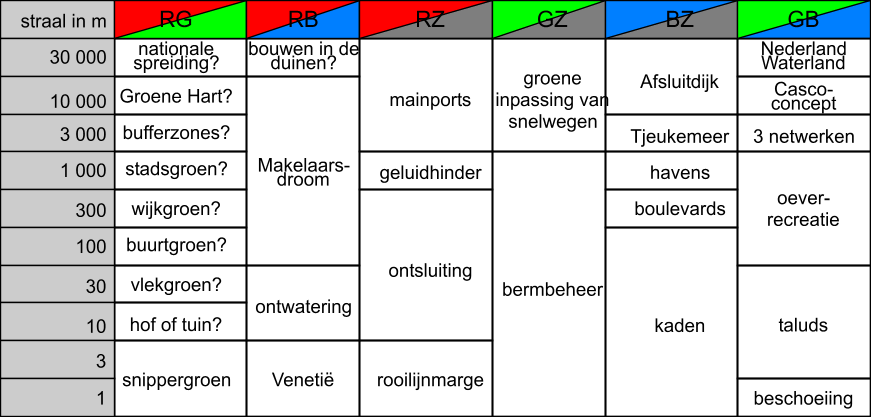 straal in m RG RB RZ GZ BZ GB
30 000 nationale spreiding? bouwen in de duinen? mainports groene inpassing van snelwegen Afsluitdijk Nederland Waterland
10 000 Groene Hart? Makelaars- droom Casco- concept
3 000 bufferzones? Tjeukemeer 3 netwerken
1 000 stadsgroen? geluidhinder bermbeheer havens oever- recreatie
300 wijkgroen? ontsluiting boulevards
100 buurtgroen? kaden
30 vlekgroen? ontwatering taluds
10 hof of tuin?
3 snippergroen Venetië rooilijnmarge
1 beschoeiing